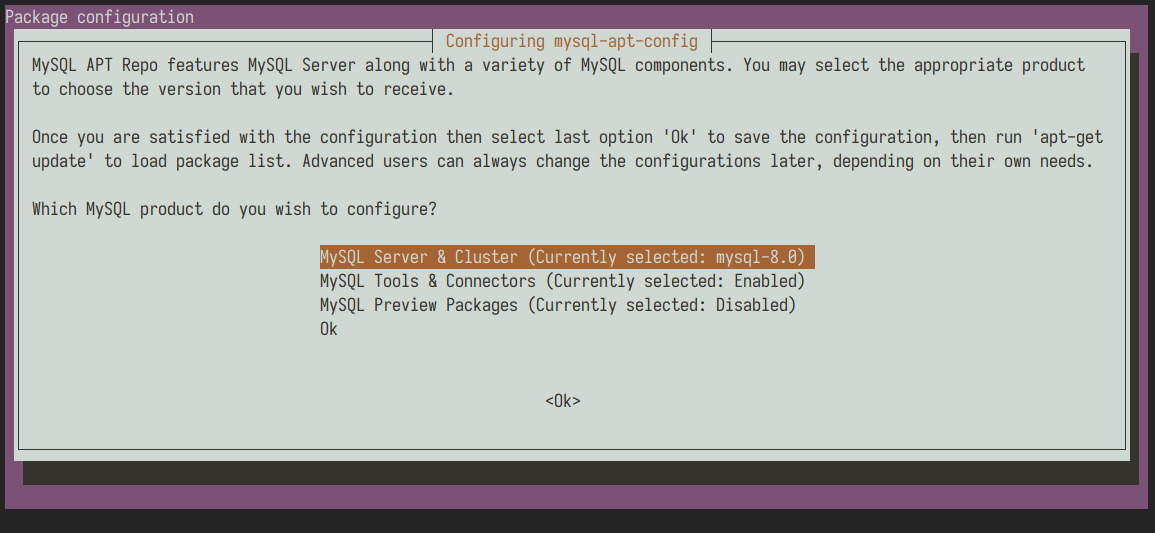 Package configuration
Configuring mysql-apt-config
MySQL APT Repo features MySQL Server along with a variety of MySQL components. You may select the appropriate product
to choose the version that you wish to receive.
Once you are satisfied with the configuration then select last option 'Ok' to save the configuration, then run 'apt-get
update' to load package list. Advanced users can always change the configurations later, depending on their own needs.
Which MySQL product do you wish to configure?
MySQL Server & Cluster (Currently selected: mysql-8.0)
MySQL Tools & Connectors (Currently selected: Enabled)
MySQL Preview Packages (Currently selected: Disabled)
Ok
<Ok>